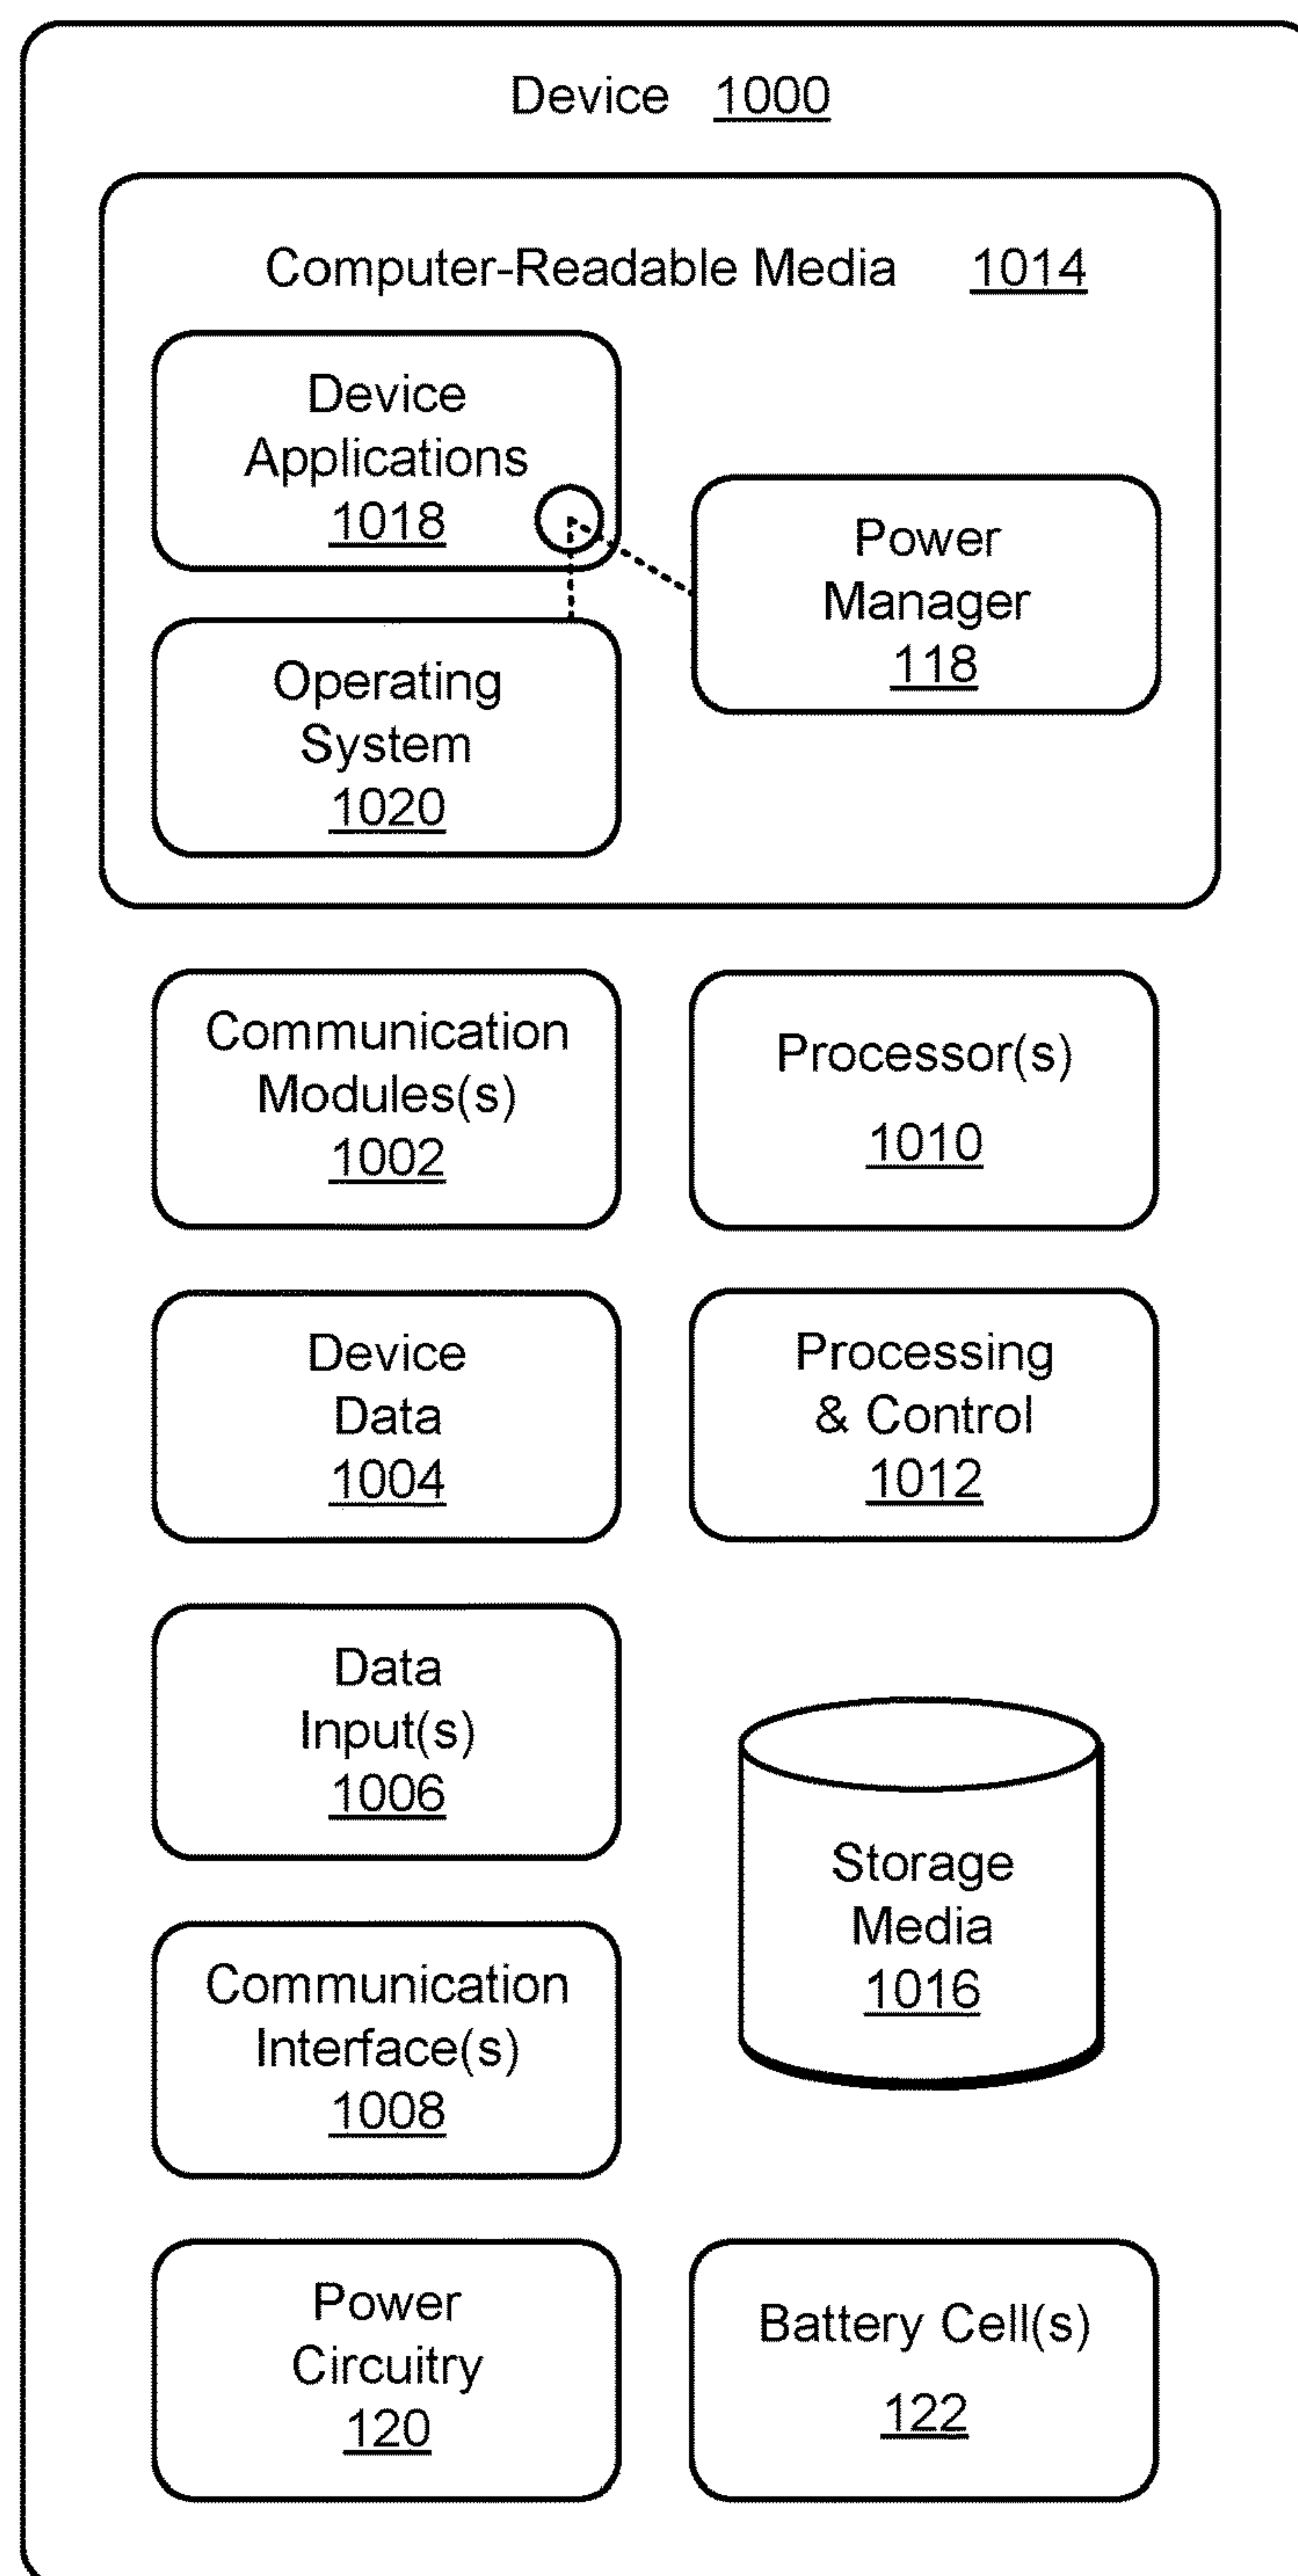 Device 1000
Computer-Readable Media 1014
Device
Applications
1018
Power
Manager
118
Operating
System
1020
Communication
Modules(s)
1002
Processor(s)
1010
Device
Data
1004
Processing
& Control
1012
Data
Input(s)
1006
Storage
Media
1016
Communication
Interface(s)
1008
Power
Circuitry
120
Battery Cell(s)
122